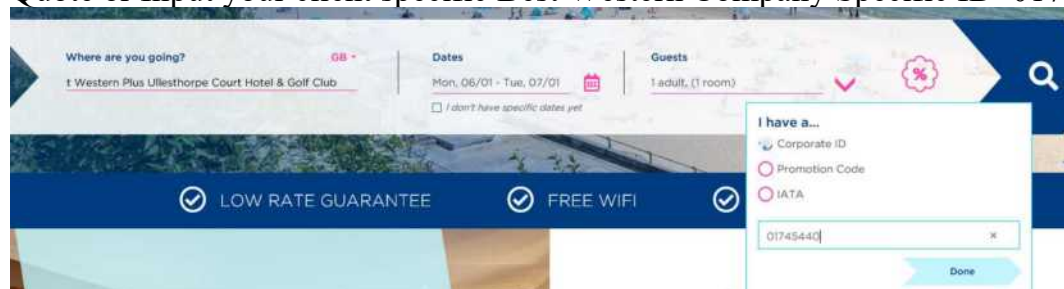 Where are you going?
GB
t Western Plus Ullesthorpe Court Hotel & Golf Club
Dates
Mon, 06/01 - Tue, 07/01
I don't have specific dates yet
Guests
1 adult, (1 room)
%
I have a...
Corporate ID
Promotion Code
IATA
01745440
×
Done
LOW RATE GUARANTEE
FREE WIFI